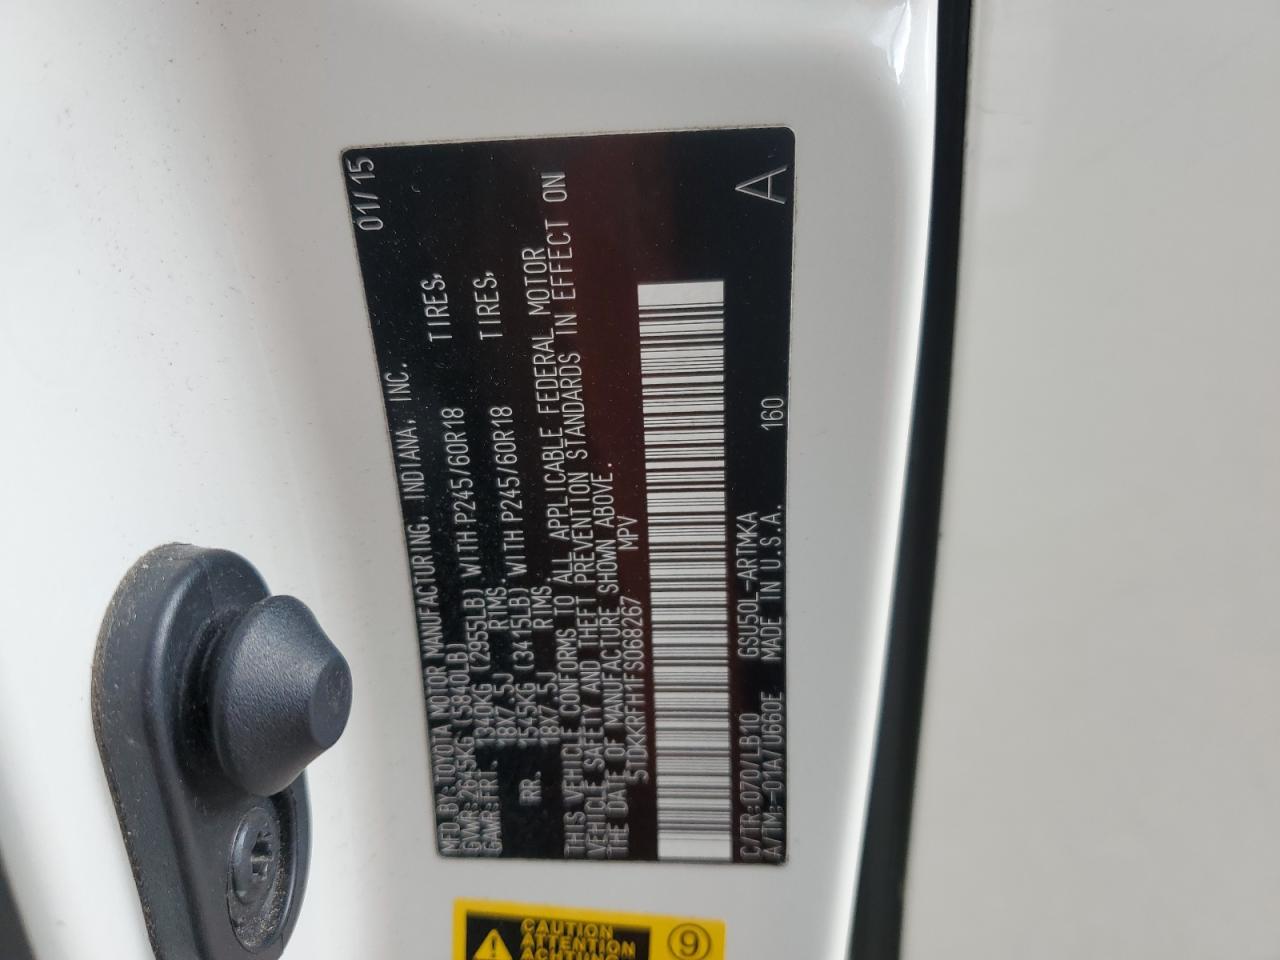 MFD. BY: TOYOTA MOTOR MANUFACTURING, INDIANA, INC. 01/15
GVWR: 2645KG (5840LB)
GAWR: FRT. 1340KG (2955LB) WITH P245/60R18 TIRES,
18X7.5J RIMS.
RR. 1545KG (3415LB) WITH P245/60R18 TIRES,
18X7.5J RIMS.
THIS VEHICLE CONFORMS TO ALL APPLICABLE FEDERAL MOTOR
VEHICLE SAFETY AND THEFT PREVENTION STANDARDS IN EFFECT ON
THE DATE OF MANUFACTURE SHOWN ABOVE.
5TDKKRFH1FS068267 MPV
C/TR: 070/LB10 GSU50L-ARTMKA
A/TM: -01A/U660E MADE IN U.S.A. 160
A
CAUTION
ATTENTION
ACHTUNG
9